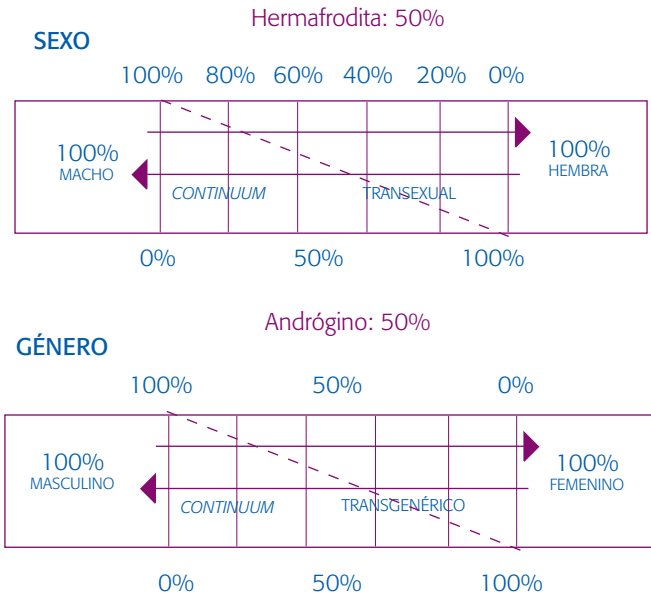 Hermafrodita: 50%
SEXO
100% 80% 60% 40% 20% 0%
100%
MACHO
100%
HEMBRA
CONTINUUM TRANSEXUAL
0% 50% 100%
Andrógino: 50%
GÉNERO
100% 50% 0%
100%
MASCULINO
100%
FEMENINO
CONTINUUM TRANSGENÉRICO
0% 50% 100%